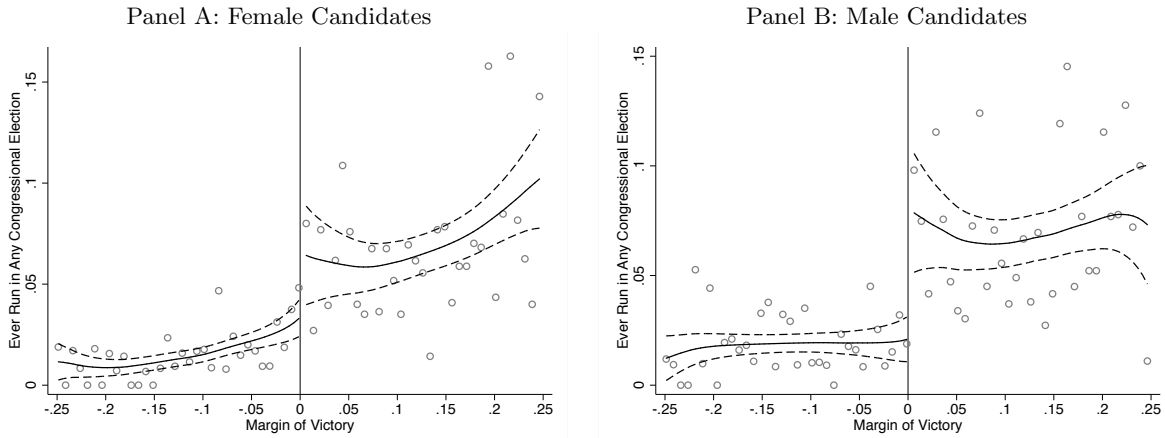 Panel A: Female Candidates
Ever Run in Any Congressional Election
.15
.1
.05
0
-.25 -.2 -.15 -.1 -.05 0 .05 .1 .15 .2 .25
Margin of Victory
Panel B: Male Candidates
Ever Run in Any Congressional Election
.15
.1
.05
0
-.25 -.2 -.15 -.1 -.05 0 .05 .1 .15 .2 .25
Margin of Victory